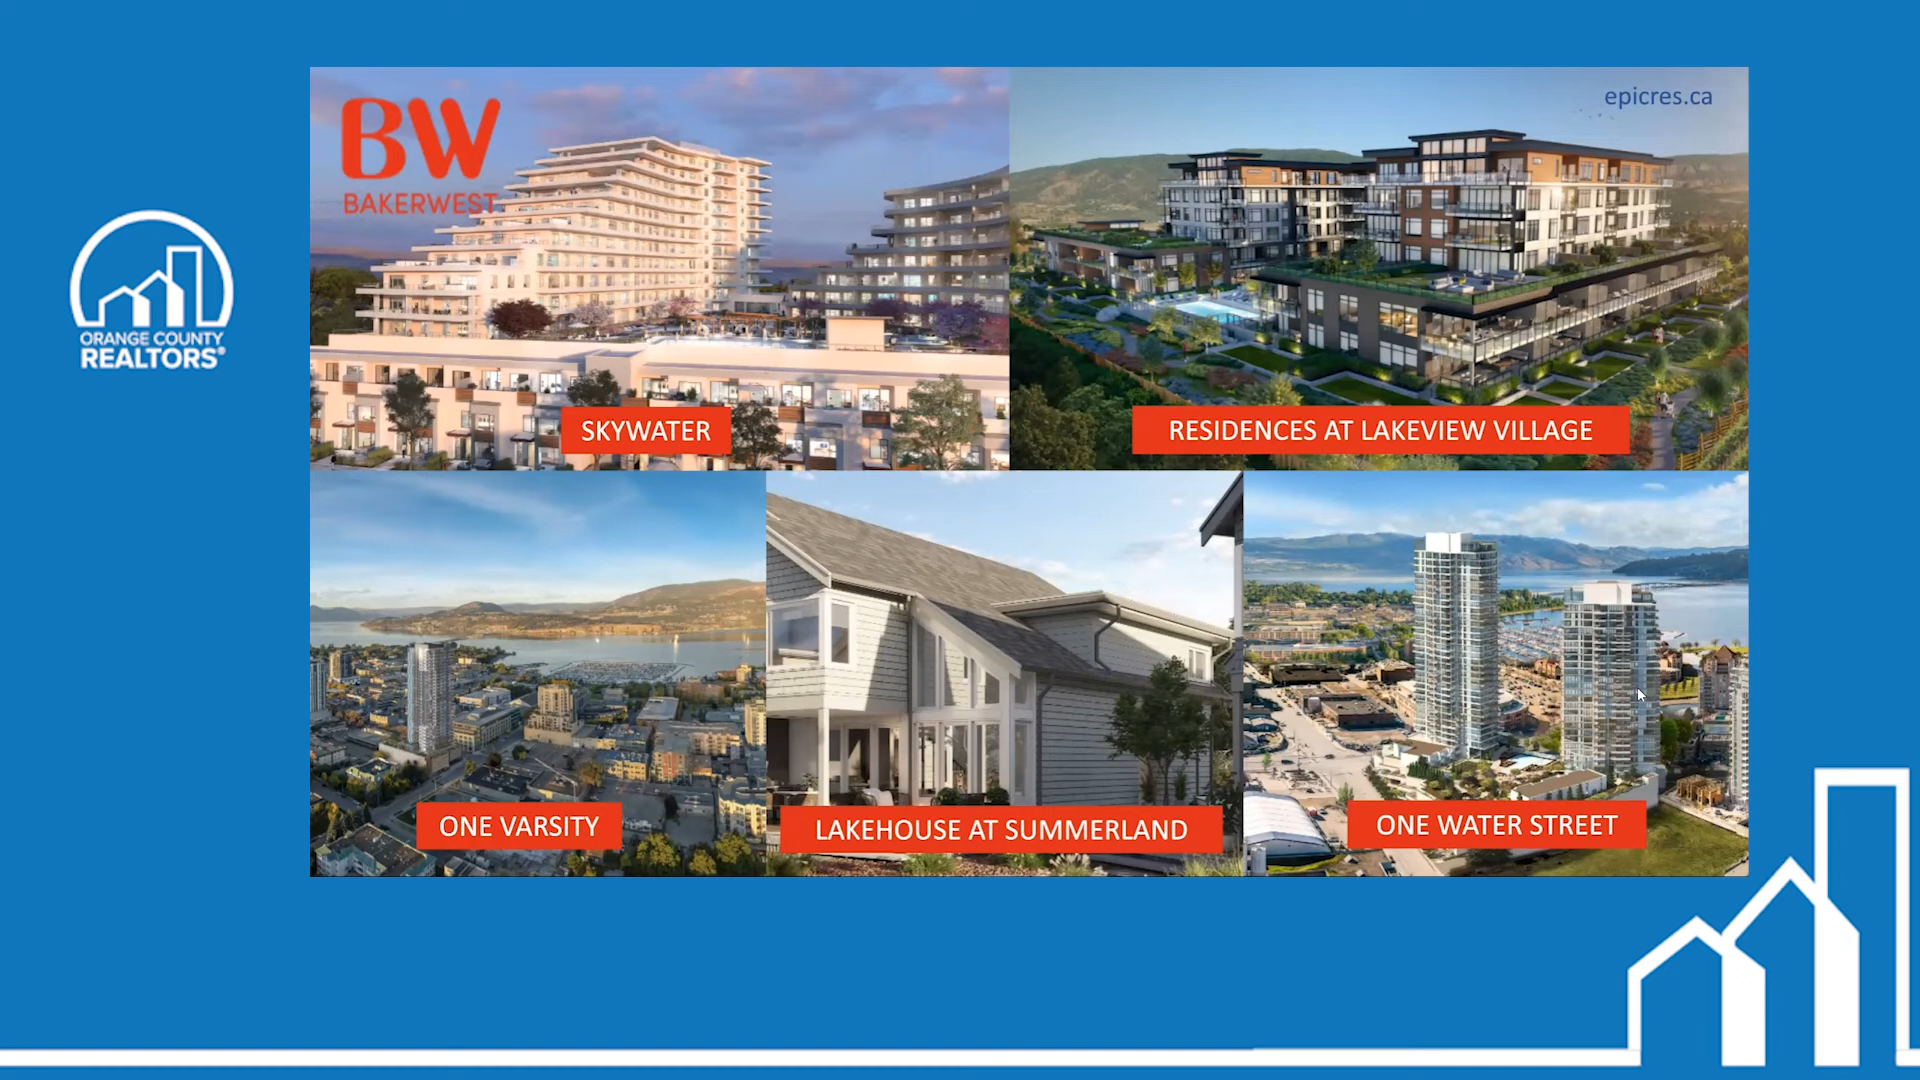 BW
BAKERWEST
epicres.ca
ORANGE COUNTY
REALTORS®
SKYWATER
RESIDENCES AT LAKEVIEW VILLAGE
ONE VARSITY
LAKEHOUSE AT SUMMERLAND
ONE WATER STREET